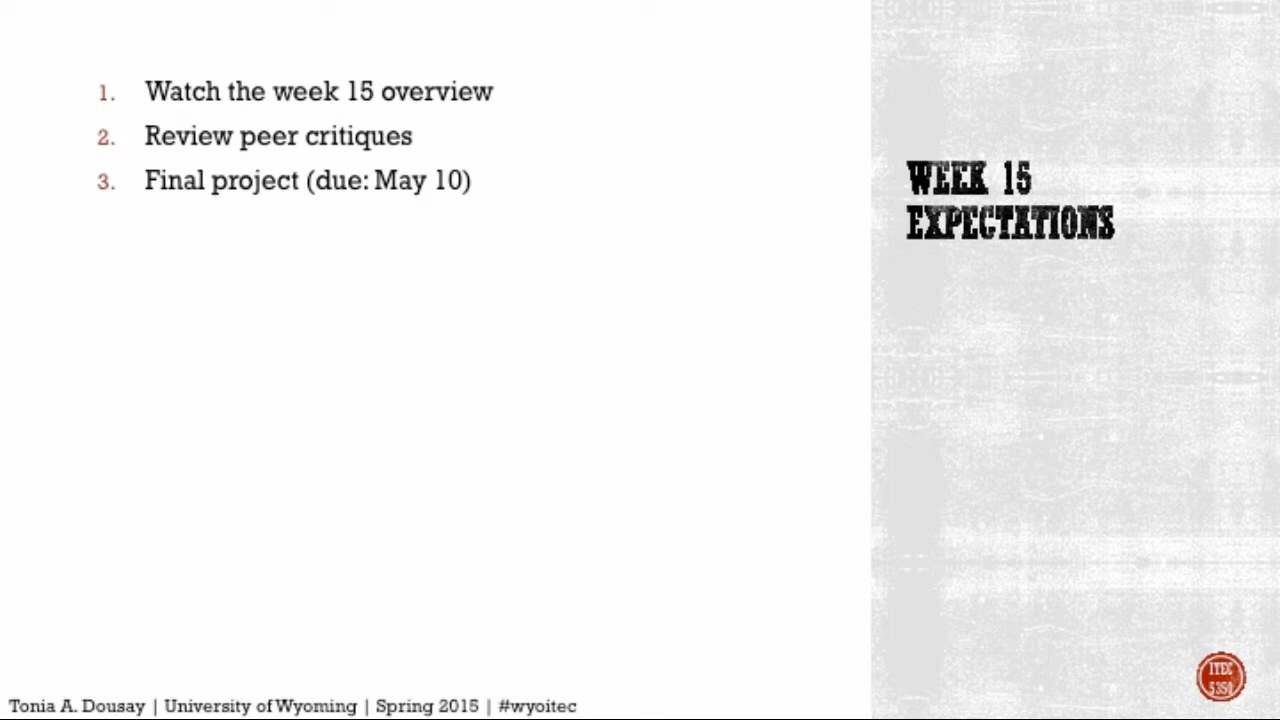 1. Watch the week 15 overview
2. Review peer critiques
3. Final project (due: May 10)
WEEK 15
EXPECTATIONS
ITEC
5350
Tonia A. Dousay | University of Wyoming | Spring 2015 | #wyoitec